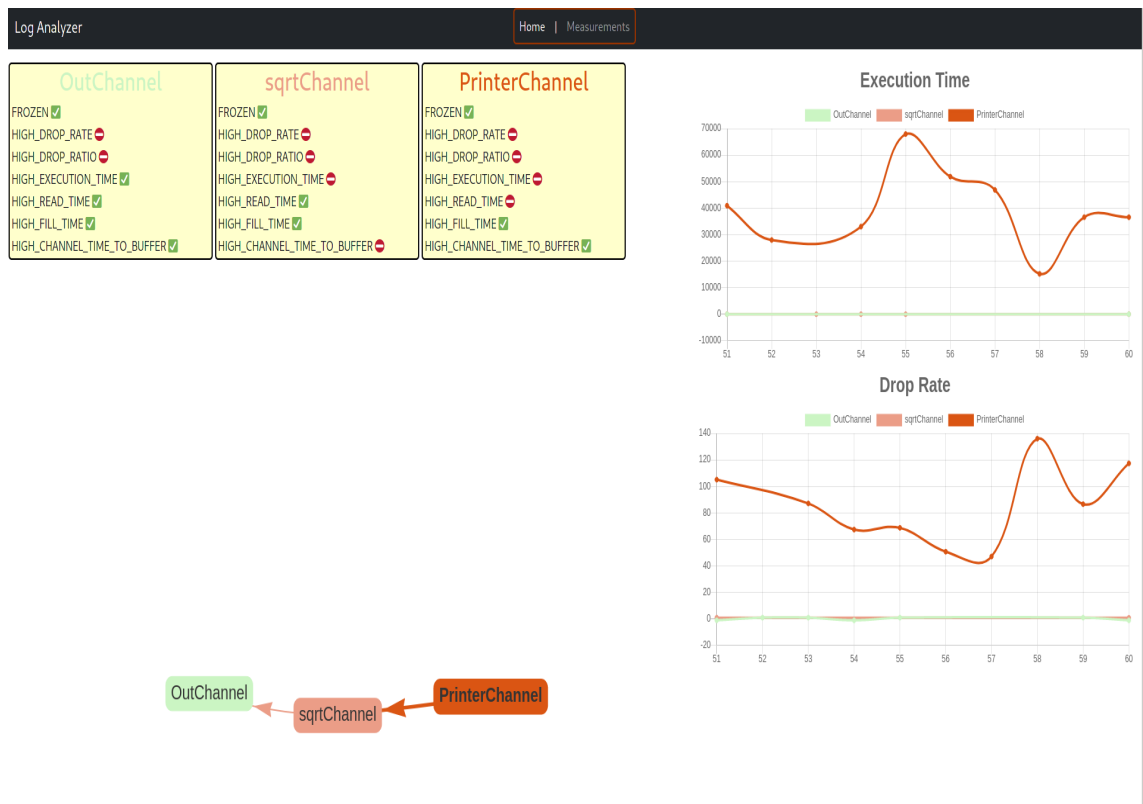 Log Analyzer
Home | Measurements
OutChannel
FROZEN ✅
HIGH_DROP_RATE ⛔
HIGH_DROP_RATIO ⛔
HIGH_EXECUTION_TIME ✅
HIGH_READ_TIME ✅
HIGH_FILL_TIME ✅
HIGH_CHANNEL_TIME_TO_BUFFER ✅
sqrtChannel
FROZEN ✅
HIGH_DROP_RATE ⛔
HIGH_DROP_RATIO ⛔
HIGH_EXECUTION_TIME ⛔
HIGH_READ_TIME ✅
HIGH_FILL_TIME ✅
HIGH_CHANNEL_TIME_TO_BUFFER ⛔
PrinterChannel
FROZEN ✅
HIGH_DROP_RATE ⛔
HIGH_DROP_RATIO ⛔
HIGH_EXECUTION_TIME ⛔
HIGH_READ_TIME ⛔
HIGH_FILL_TIME ✅
HIGH_CHANNEL_TIME_TO_BUFFER ✅
Execution Time
OutChannel sqrtChannel PrinterChannel
70000
60000
50000
40000
30000
20000
10000
0
-10000
51 52 53 54 55 56 57 58 59 60
Drop Rate
OutChannel sqrtChannel PrinterChannel
140
120
100
80
60
40
20
0
-20
51 52 53 54 55 56 57 58 59 60
OutChannel
sqrtChannel
PrinterChannel